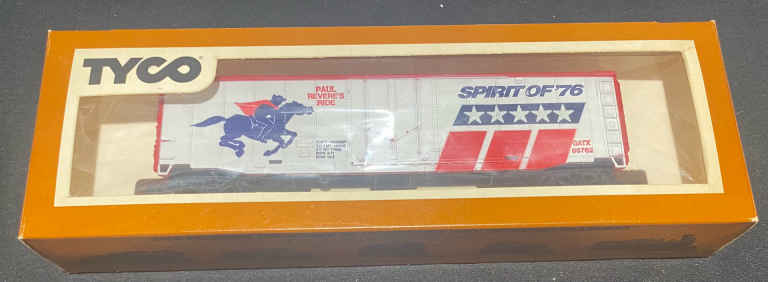 TYCO
PAUL
REVERE'S
RIDE
SPIRIT OF '76
GATX